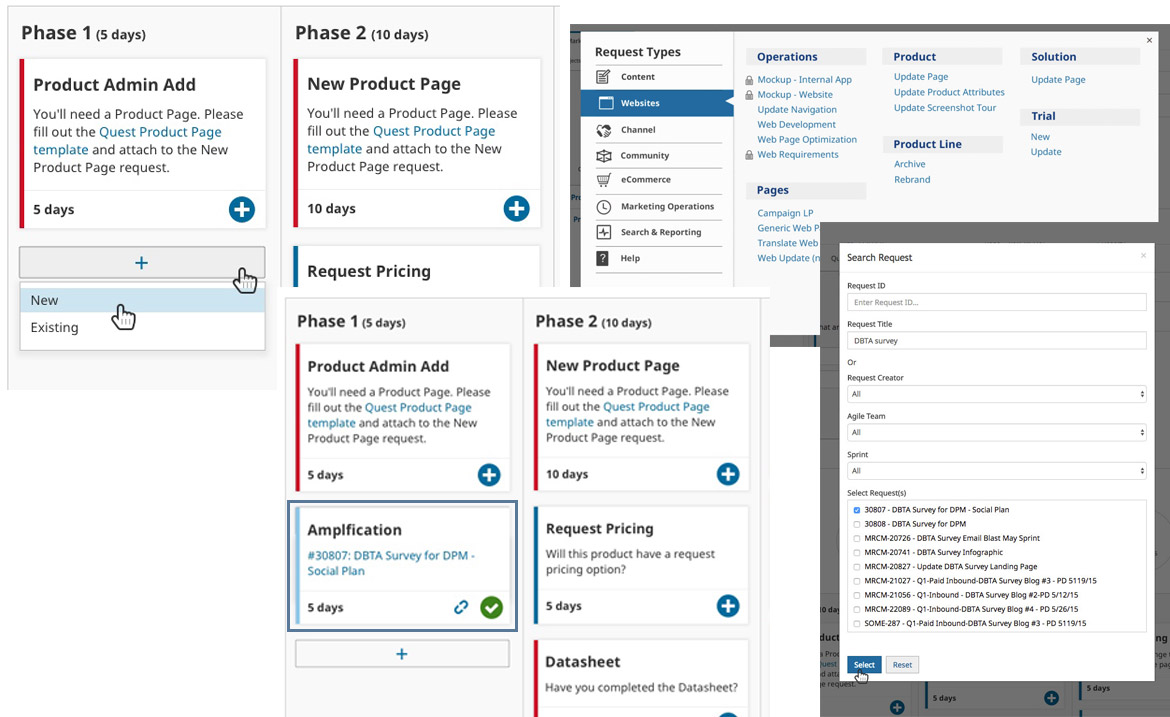 Phase 1 (5 days)
Product Admin Add
You'll need a Product Page. Please
fill out the Quest Product Page
template and attach to the New
Product Page request.
5 days
+
New
Existing
Phase 2 (10 days)
New Product Page
You'll need a Product Page. Please
fill out the Quest Product Page
template and attach to the New
Product Page request.
10 days
Request Pricing
Request Types
Content
Websites
Channel
Community
eCommerce
Marketing Operations
Search & Reporting
Help
Operations
Mockup - Internal App
Mockup - Website
Update Navigation
Web Development
Web Page Optimization
Web Requirements
Pages
Campaign LP
Generic Web P
Translate Web
Web Update (n
Product
Update Page
Update Product Attributes
Update Screenshot Tour
Product Line
Archive
Rebrand
Solution
Update Page
Trial
New
Update
×
Phase 1 (5 days)
Product Admin Add
You'll need a Product Page. Please
fill out the Quest Product Page
template and attach to the New
Product Page request.
5 days
Amplfication
#30807: DBTA Survey for DPM -
Social Plan
5 days
+
Phase 2 (10 days)
New Product Page
You'll need a Product Page. Please
fill out the Quest Product Page
template and attach to the New
Product Page request.
10 days
Request Pricing
Will this product have a request
pricing option?
5 days
Datasheet
Have you completed the Datasheet?
Search Request
×
Request ID
Enter Request ID...
Request Title
DBTA survey
Or
Request Creator
All
Agile Team
All
Sprint
All
Select Request(s)
30807 - DBTA Survey for DPM - Social Plan
30808 - DBTA Survey for DPM
MRCM-20726 - DBTA Survey Email Blast May Sprint
MRCM-20741 - DBTA Survey Infographic
MRCM-20827 - Update DBTA Survey Landing Page
MRCM-21027 - Q1-Paid Inbound-DBTA Survey Blog #3 - PD 5119/15
MRCM-21056 - Q1-Inbound - DBTA Survey Blog #2-PD 5/12/15
MRCM-22089 - Q1-Inbound-DBTA Survey Blog #4 - PD 5/26/15
SOME-287 - Q1-Paid Inbound-DBTA Survey Blog #3 - PD 5119/15
Select
Reset
5 days
5 days